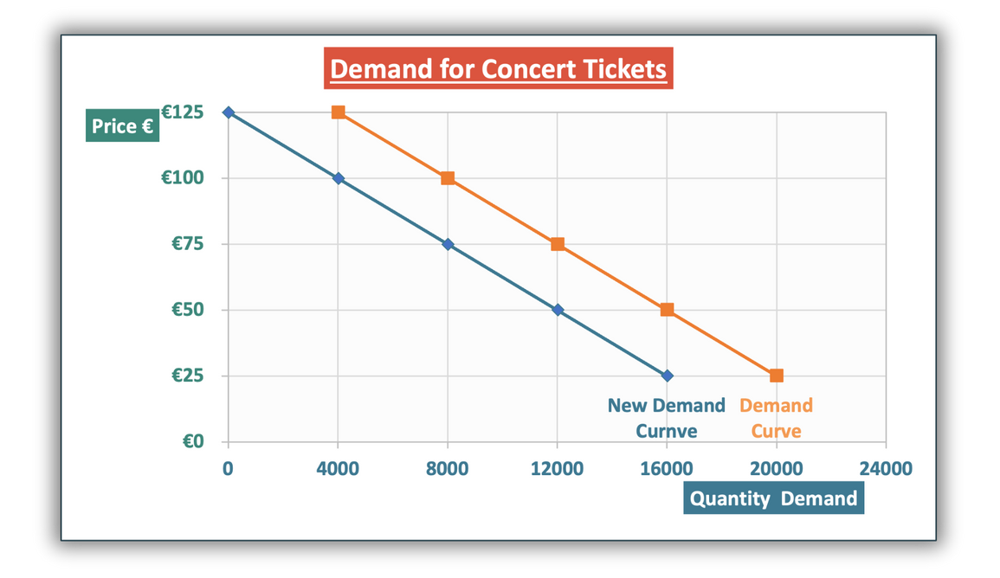 Demand for Concert Tickets
Price €
€125
€100
€75
€50
€25
€0
New Demand
Curnve
Demand
Curve
0 4000 8000 12000 16000 20000 24000
Quantity Demand